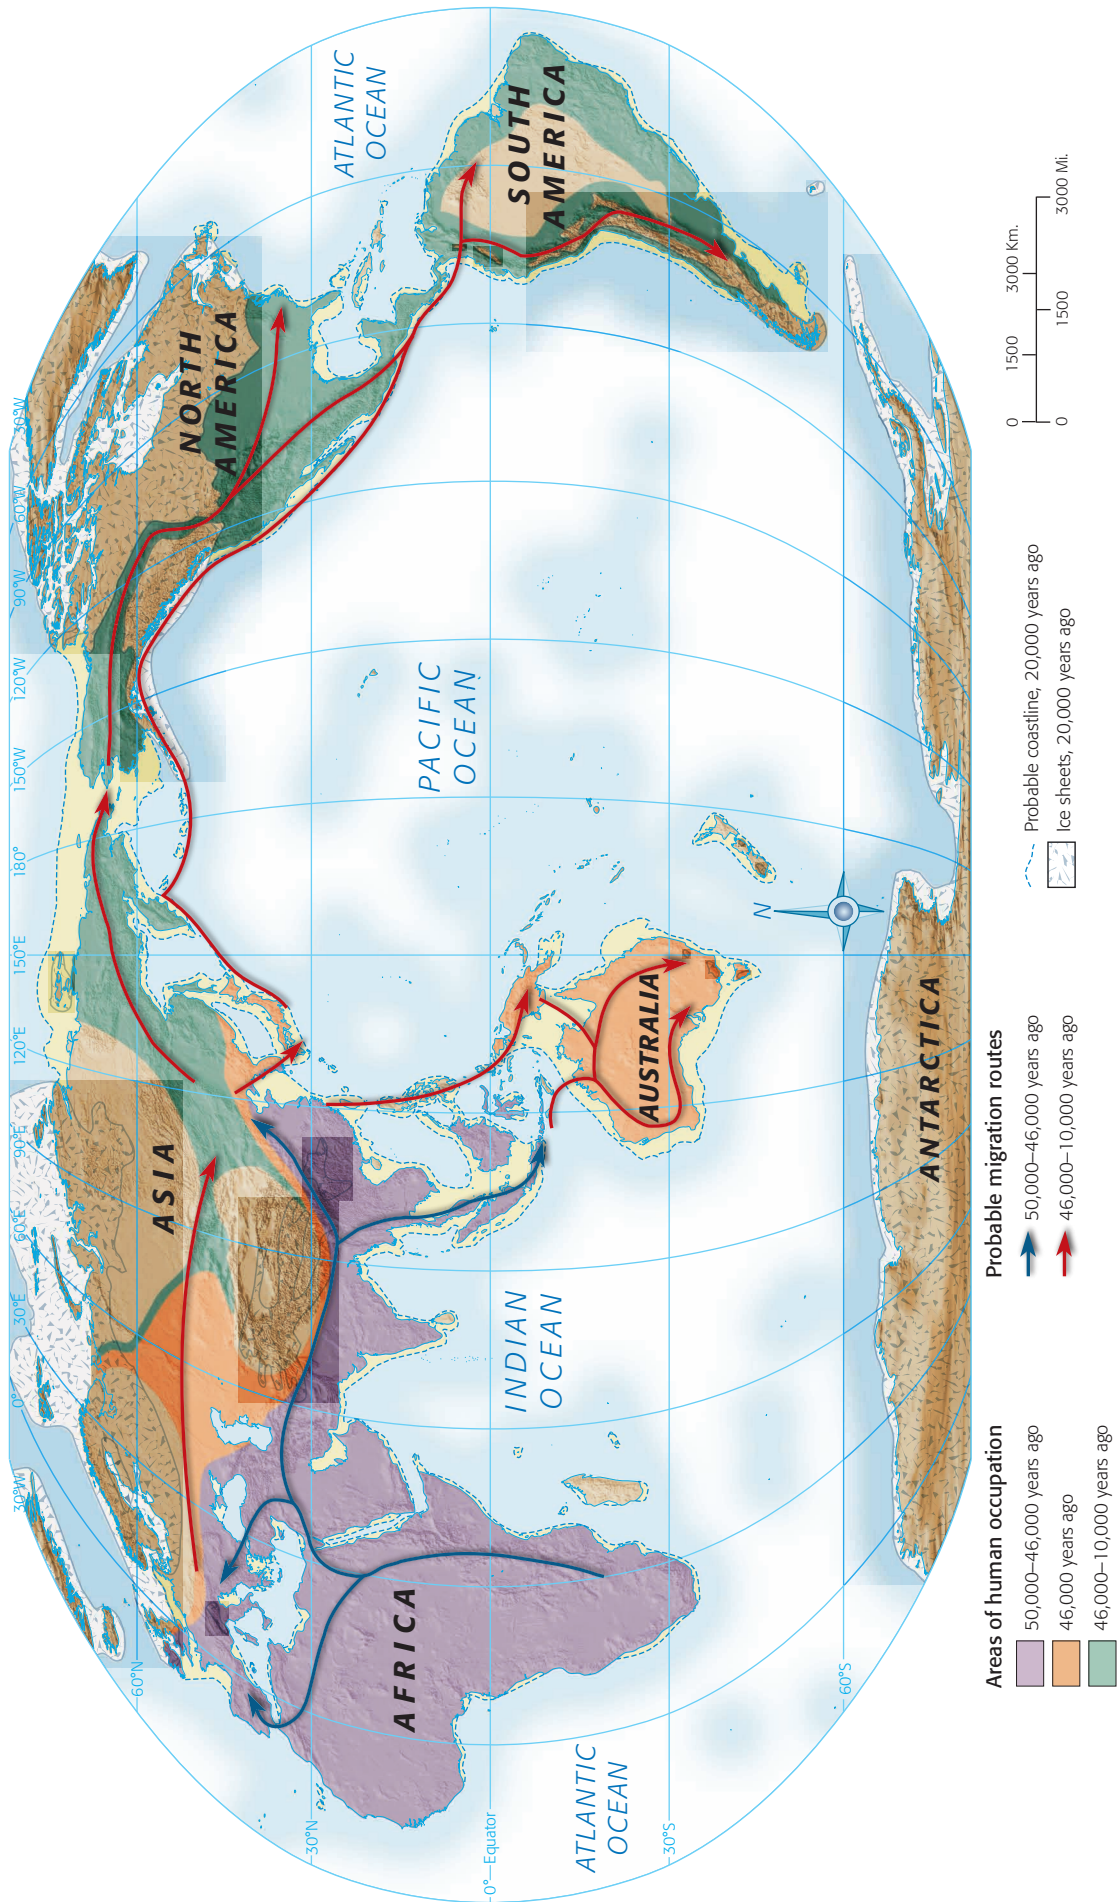 30°W
0°
30°E
60°E
90°E
120°E
150°E
180°
150°W
120°W
90°W
60°W
30°W
60°N
30°N
0°—Equator
30°S
60°S
ASIA
NORTH
AMERICA
ATLANTIC
OCEAN
AFRICA
PACIFIC
OCEAN
SOUTH
AMERICA
INDIAN
OCEAN
AUSTRALIA
ATLANTIC
OCEAN
ANTARCTICA
N
Areas of human occupation
50,000–46,000 years ago
46,000 years ago
46,000–10,000 years ago
Probable migration routes
50,000–46,000 years ago
46,000–10,000 years ago
Probable coastline, 20,000 years ago
Ice sheets, 20,000 years ago
0 1500 3000 Km.
0 1500 3000 Mi.